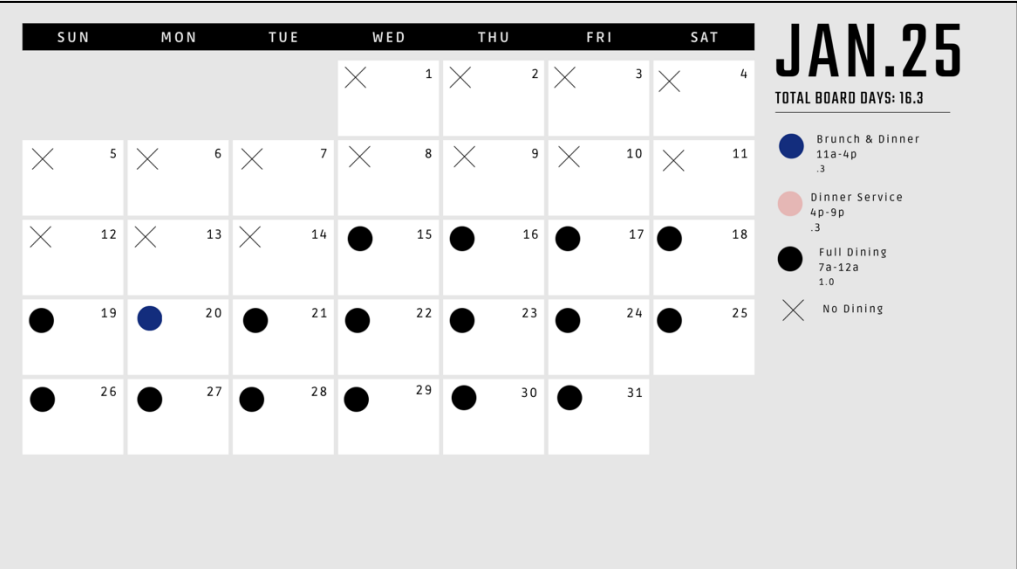 SUN MON TUE WED THU FRI SAT
1 2 3 4
5 6 7 8 9 10 11
12 13 14 15 16 17 18
19 20 21 22 23 24 25
26 27 28 29 30 31
JAN.25
TOTAL BOARD DAYS: 16.3
Brunch & Dinner
11a-4p
.3
Dinner Service
4p-9p
.3
Full Dining
7a-12a
1.0
No Dining